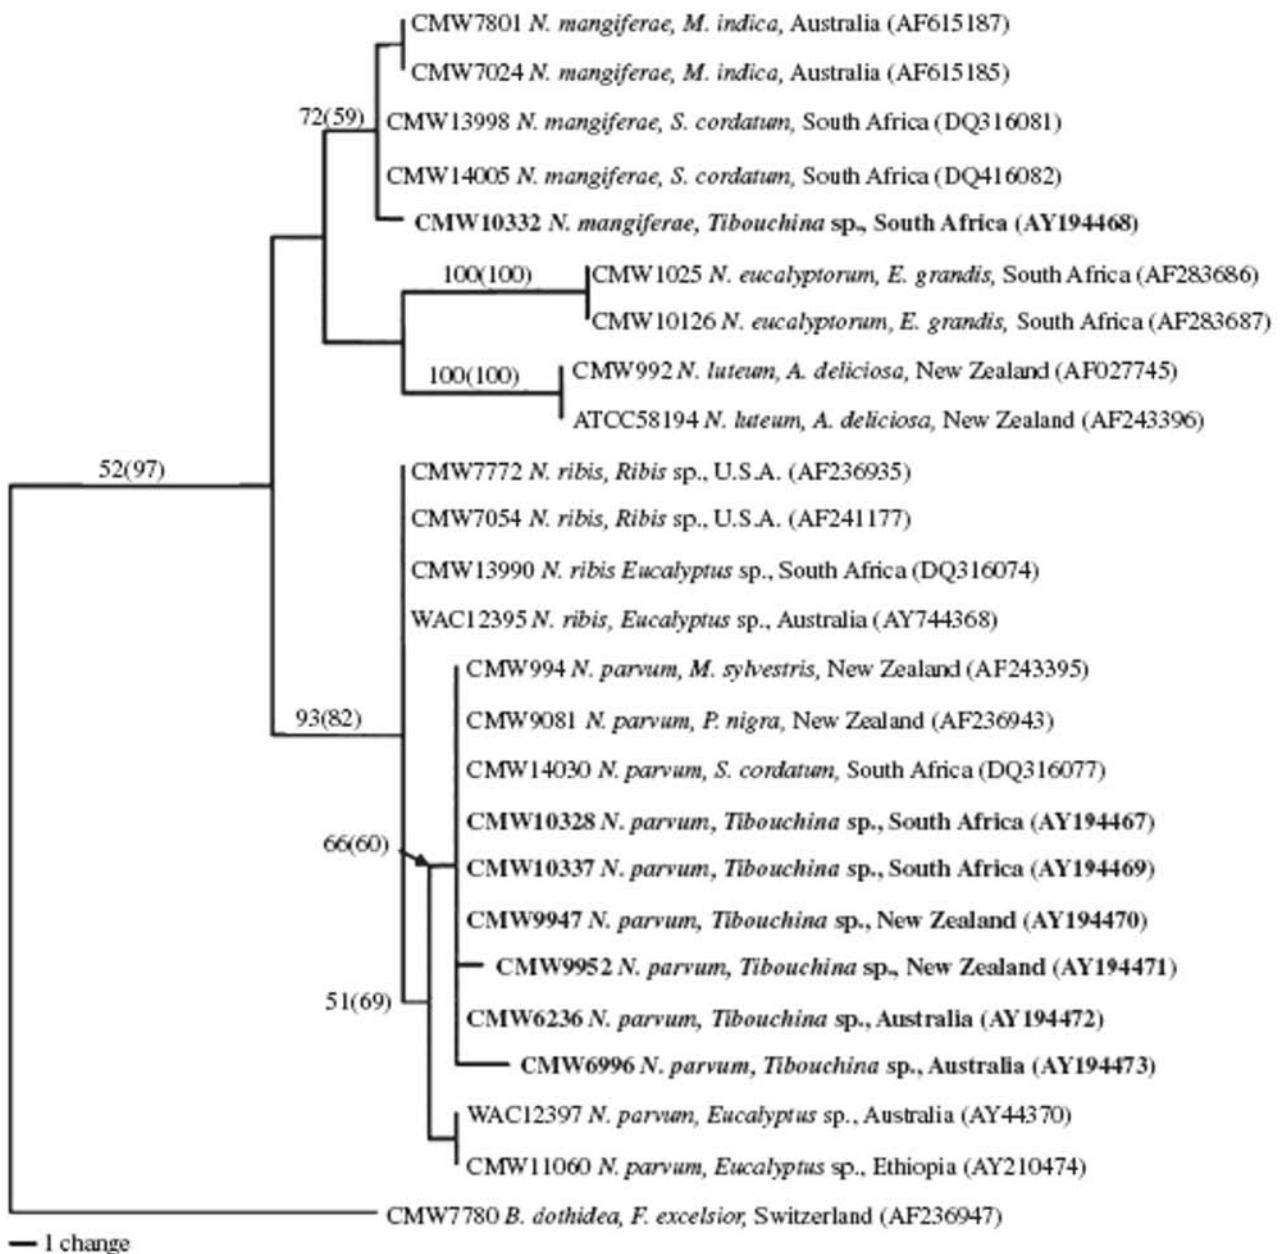 CMW7801 N. mangiferae, M. indica, Australia (AF615187)
CMW7024 N. mangiferae, M. indica, Australia (AF615185)
72(59)
CMW13998 N. mangiferae, S. cordatum, South Africa (DQ316081)
CMW14005 N. mangiferae, S. cordatum, South Africa (DQ416082)
CMW10332 N. mangiferae, Tibouchina sp., South Africa (AY194468)
100(100)
CMW1025 N. eucalyptorum, E. grandis, South Africa (AF283686)
CMW10126 N. eucalyptorum, E. grandis, South Africa (AF283687)
100(100)
CMW992 N. luteum, A. deliciosa, New Zealand (AF027745)
ATCC58194 N. luteum, A. deliciosa, New Zealand (AF243396)
52(97)
CMW7772 N. ribis, Ribis sp., U.S.A. (AF236935)
CMW7054 N. ribis, Ribis sp., U.S.A. (AF241177)
CMW13990 N. ribis Eucalyptus sp., South Africa (DQ316074)
WAC12395 N. ribis, Eucalyptus sp., Australia (AY744368)
CMW994 N. parvum, M. sylvestris, New Zealand (AF243395)
93(82)
CMW9081 N. parvum, P. nigra, New Zealand (AF236943)
CMW14030 N. parvum, S. cordatum, South Africa (DQ316077)
CMW10328 N. parvum, Tibouchina sp., South Africa (AY194467)
66(60)
CMW10337 N. parvum, Tibouchina sp., South Africa (AY194469)
CMW9947 N. parvum, Tibouchina sp., New Zealand (AY194470)
CMW9952 N. parvum, Tibouchina sp., New Zealand (AY194471)
51(69)
CMW6236 N. parvum, Tibouchina sp., Australia (AY194472)
CMW6996 N. parvum, Tibouchina sp., Australia (AY194473)
WAC12397 N. parvum, Eucalyptus sp., Australia (AY44370)
CMW11060 N. parvum, Eucalyptus sp., Ethiopia (AY210474)
CMW7780 B. dothidea, F. excelsior, Switzerland (AF236947)
1 change